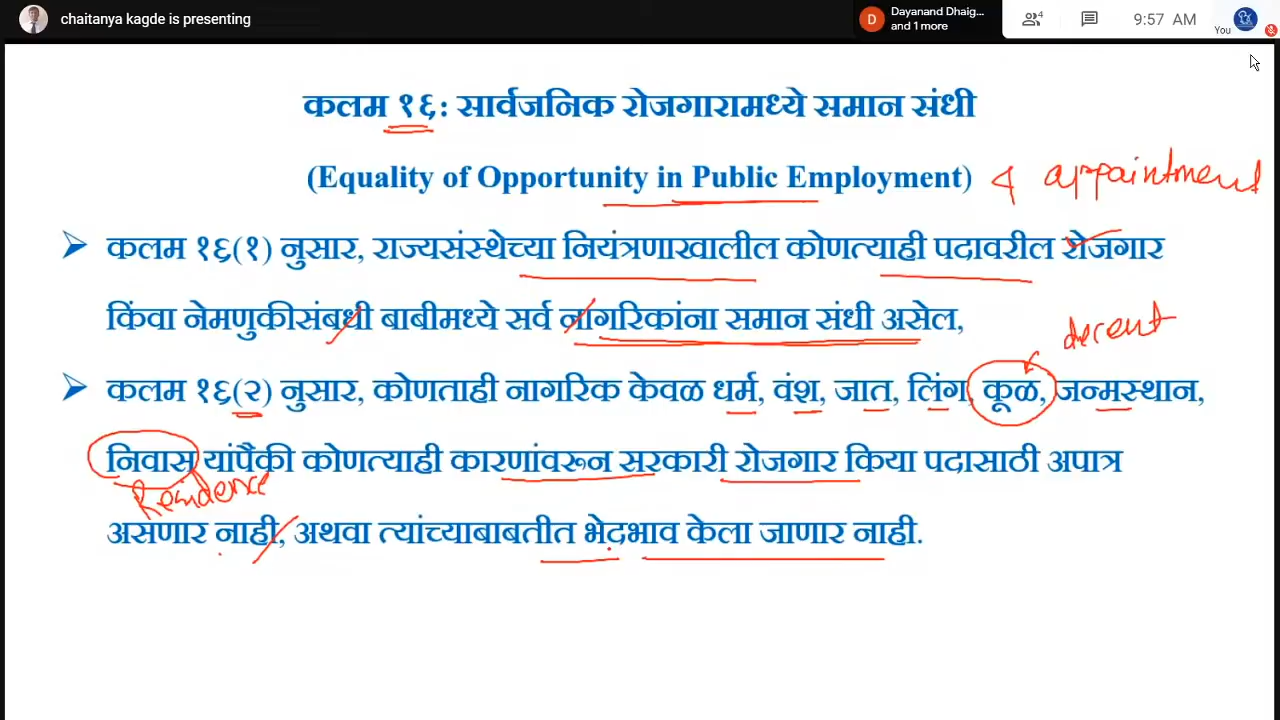 chaitanya kagde is presenting
D
Dayanand Dhaig...
and 1 more
4
9:57 AM
You
कलम १६: सार्वजनिक रोजगारामध्ये समान संधी
(Equality of Opportunity in Public Employment) & appointment
कलम १६(१) नुसार, राज्यसंस्थेच्या नियंत्रणाखालील कोणत्याही पदावरील रोजगार
किंवा नेमणुकीसंबधी बाबीमध्ये सर्व नागरिकांना समान संधी असेल,
decent
कलम १६(२) नुसार, कोणताही नागरिक केवळ धर्म, वंश, जात, लिंग, कूळ, जन्मस्थान,
निवास यांपैकी कोणत्याही कारणांवरून सरकारी रोजगार किया पदासाठी अपात्र
Residence
असणार नाही, अथवा त्यांच्याबाबतीत भेदभाव केला जाणार नाही.